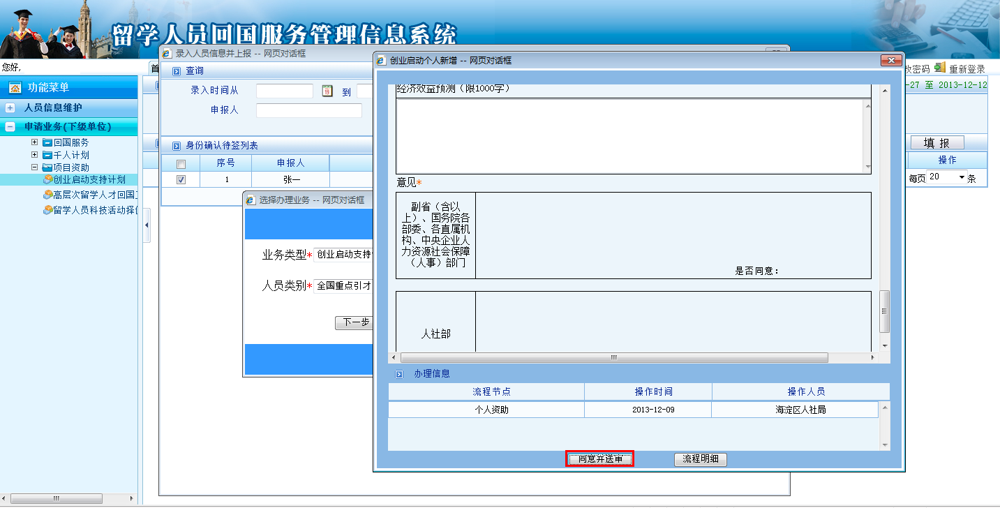 留学人员回国服务管理信息系统
您好,
首
改密码 重新登录
-27 至 2013-12-12
功能菜单
人员信息维护
申请业务(下级单位)
回国服务
千人计划
项目资助
创业启动支持计划
高层次留学人才回国
留学人员科技活动择
录入人员信息并上报 -- 网页对话框
查询
录入时间从 到
申报人
身份确认待签列表
序号 申报人
1 张一
选择办理业务 -- 网页对话框
业务类型* 创业启动支持
人员类别* 全国重点引才
下一步
创业启动个人新增 -- 网页对话框
经济效益预测（限1000字）
意见*
副省（含以
上）、国务院各
部委、各直属机
构、中央企业人
力资源社会保障
（人事）部门
是否同意：
人社部
办理信息
流程节点 操作时间 操作人员
个人资助 2013-12-09 海淀区人社局
同意并送审 流程明细
填 报
操作
每页 20 条